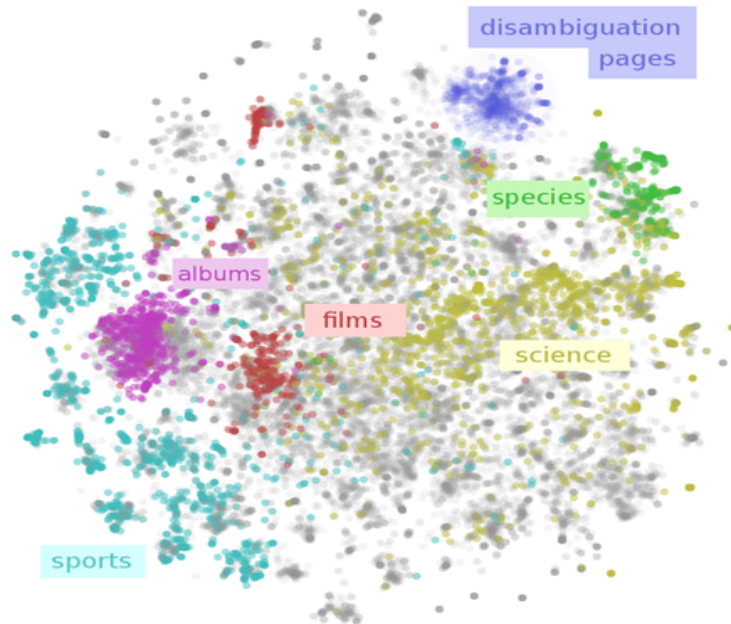 disambiguation
pages
species
albums
films
science
sports